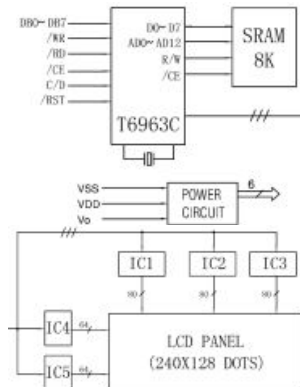 DB0~DB7
/WR
/RD
/CE
C/D
/RST
D0~D7
AD0~AD12
R/W
/CE
T6963C
SRAM
8K
VSS
VDD
Vo
POWER
CIRCUIT
6
IC1
IC2
IC3
80
80
80
IC4
64
IC5
64
LCD PANEL
(240X128 DOTS)